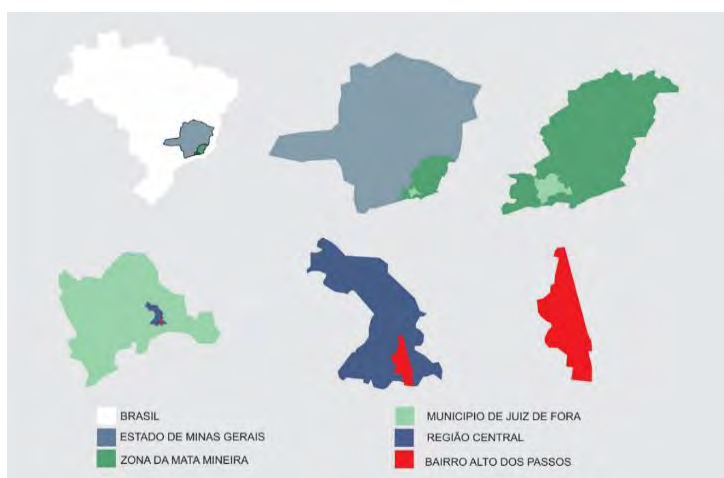 BRASIL
ESTADO DE MINAS GERAIS
ZONA DA MATA MINEIRA
MUNICIPIO DE JUIZ DE FORA
REGIÃO CENTRAL
BAIRRO ALTO DOS PASSOS